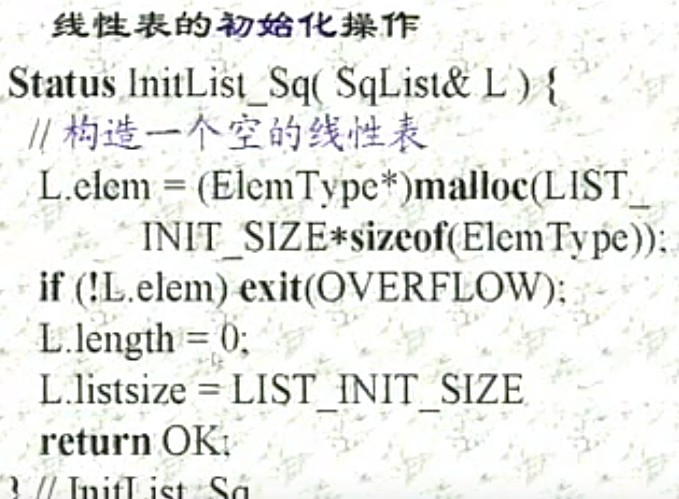 线性表的初始化操作
Status InitList_Sq( SqList& L ) {
// 构造一个空的线性表
L.elem = (ElemType*)malloc(LIST_
INIT_SIZE*sizeof(ElemType));
if (!L.elem) exit(OVERFLOW);
L.length = 0;
L.listsize = LIST_INIT_SIZE
return OK;
} // InitList_Sq